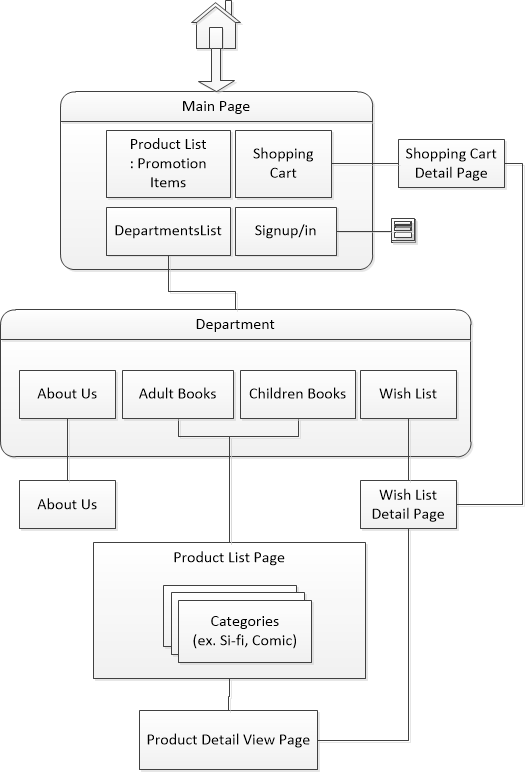 Main Page
Product List
: Promotion
Items
Shopping
Cart
Shopping Cart
Detail Page
DepartmentsList
Signup/in
Department
About Us
Adult Books
Children Books
Wish List
About Us
Wish List
Detail Page
Product List Page
Categories
(ex. Si-fi, Comic)
Product Detail View Page